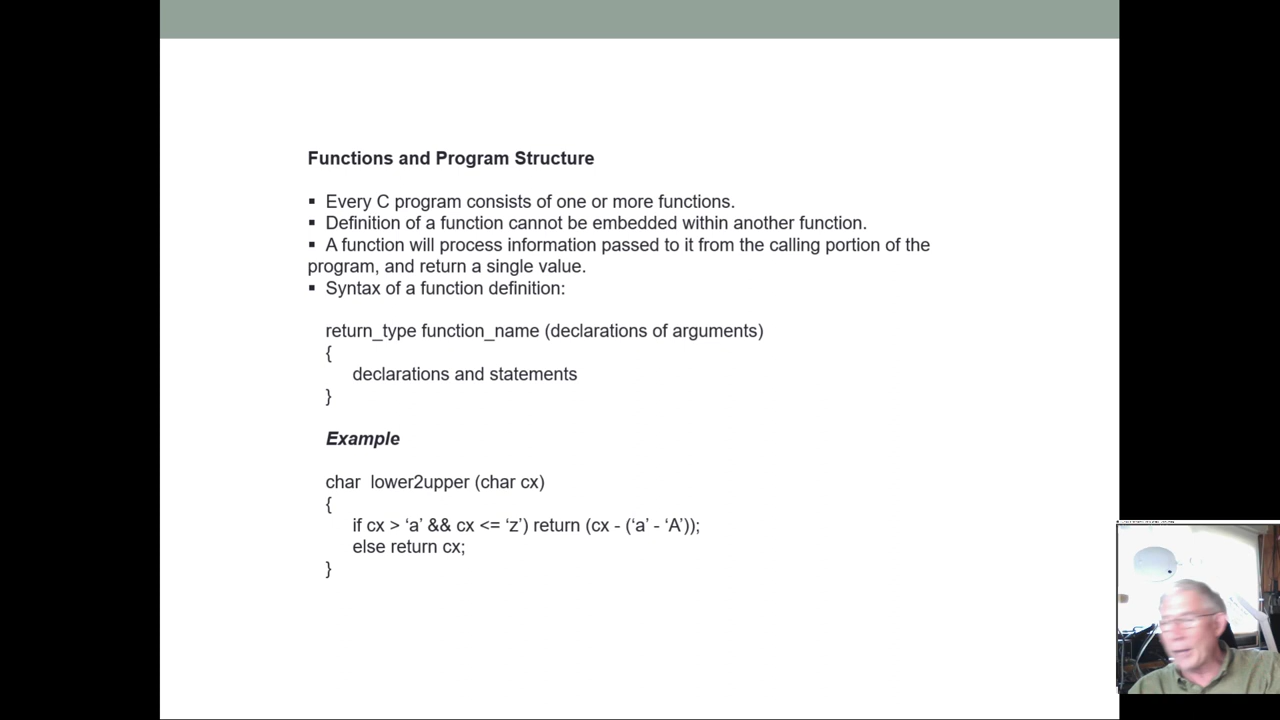 Functions and Program Structure
▪ Every C program consists of one or more functions.
▪ Definition of a function cannot be embedded within another function.
▪ A function will process information passed to it from the calling portion of the
program, and return a single value.
▪ Syntax of a function definition:
return_type function_name (declarations of arguments)
{
declarations and statements
}
Example
char lower2upper (char cx)
{
if cx > ‘a’ && cx <= ‘z’) return (cx - (‘a’ - ‘A’));
else return cx;
}